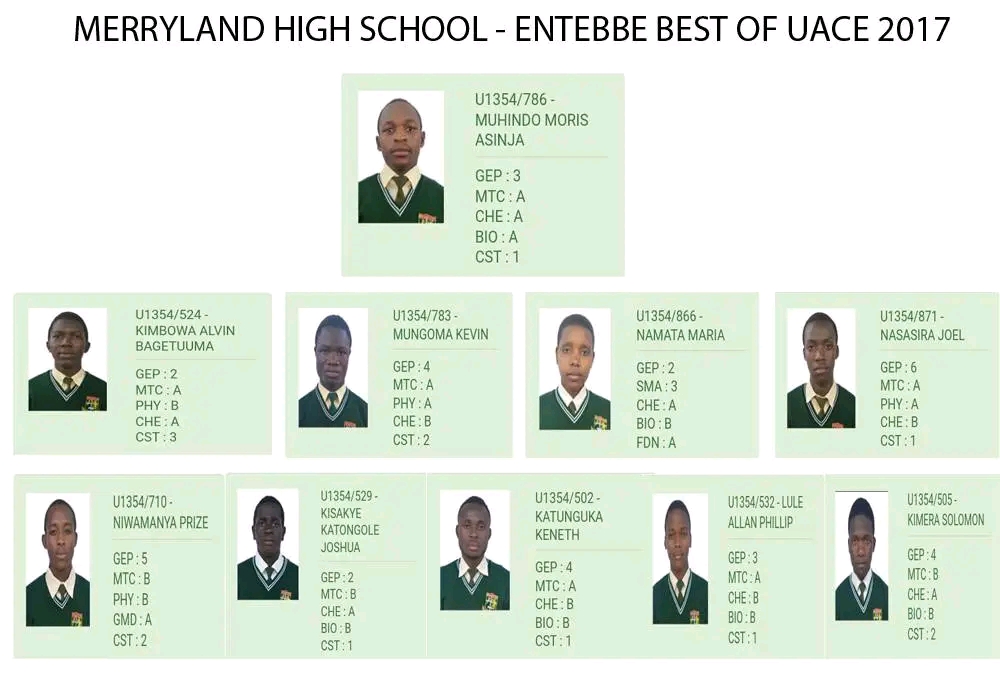 MERRYLAND HIGH SCHOOL - ENTEBBE BEST OF UACE 2017
U1354/786 -
MUHINDO MORIS
ASINJA
GEP : 3
MTC : A
CHE : A
BIO : A
CST : 1
U1354/524 -
KIMBOWA ALVIN
BAGETUUMA
GEP : 2
MTC : A
PHY : B
CHE : A
CST : 3
U1354/783 -
MUNGOMA KEVIN
GEP : 4
MTC : A
PHY : A
CHE : B
CST : 2
U1354/866 -
NAMATA MARIA
GEP : 2
SMA : 3
CHE : A
BIO : B
FDN : A
U1354/871 -
NASASIRA JOEL
GEP : 6
MTC : A
PHY : A
CHE : B
CST : 1
U1354/710 -
NIWAMANYA PRIZE
GEP : 5
MTC : B
PHY : B
GMD : A
CST : 2
U1354/529 -
KISAKYE
KATONGOLE
JOSHUA
GEP : 2
MTC : B
CHE : A
BIO : B
CST : 1
U1354/502 -
KATUNGUKA
KENETH
GEP : 4
MTC : A
CHE : B
BIO : B
CST : 1
U1354/532 - LULE
ALLAN PHILLIP
GEP : 3
MTC : A
CHE : B
BIO : B
CST : 1
U1354/505 -
KIMERA SOLOMON
GEP : 4
MTC : B
CHE : A
BIO : B
CST : 2